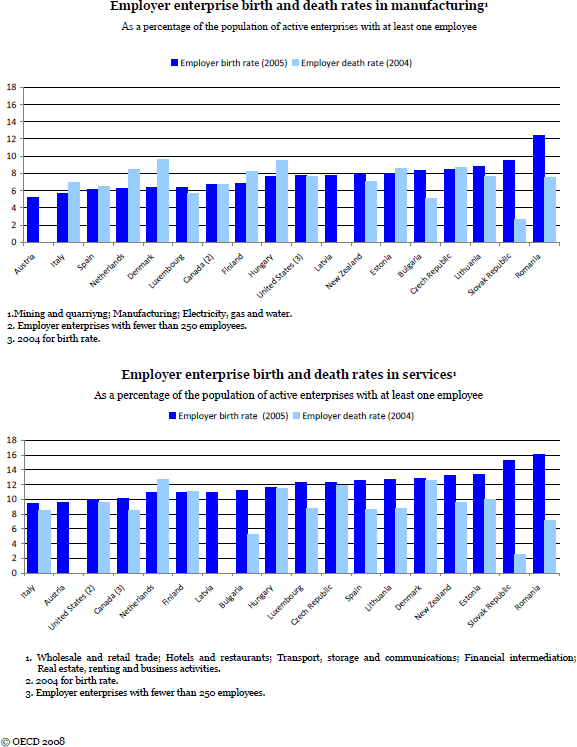 Employer enterprise birth and death rates in manufacturing¹
As a percentage of the population of active enterprises with at least one employee
Employer birth rate (2005) Employer death rate (2004)
18
16
14
12
10
8
6
4
2
0
Austria
Italy
Spain
Netherlands
Denmark
Luxembourg
Canada (2)
Finland
Hungary
United States (3)
Latvia
New Zealand
Estonia
Bulgaria
Czech Republic
Lithuania
Slovak Republic
Romania
1.Mining and quarriyng; Manufacturing; Electricity, gas and water.
2. Employer enterprises with fewer than 250 employees.
3. 2004 for birth rate.
Employer enterprise birth and death rates in services¹
As a percentage of the population of active enterprises with at least one employee
Employer birth rate (2005) Employer death rate (2004)
18
16
14
12
10
8
6
4
2
0
Italy
Austria
United States (2)
Canada (3)
Netherlands
Finland
Latvia
Bulgaria
Hungary
Luxembourg
Czech Republic
Spain
Lithuania
Denmark
New Zealand
Estonia
Slovak Republic
Romania
1. Wholesale and retail trade; Hotels and restaurants; Transport, storage and communications; Financial intermediation;
Real estate, renting and business activities.
2. 2004 for birth rate.
3. Employer enterprises with fewer than 250 employees.
© OECD 2008